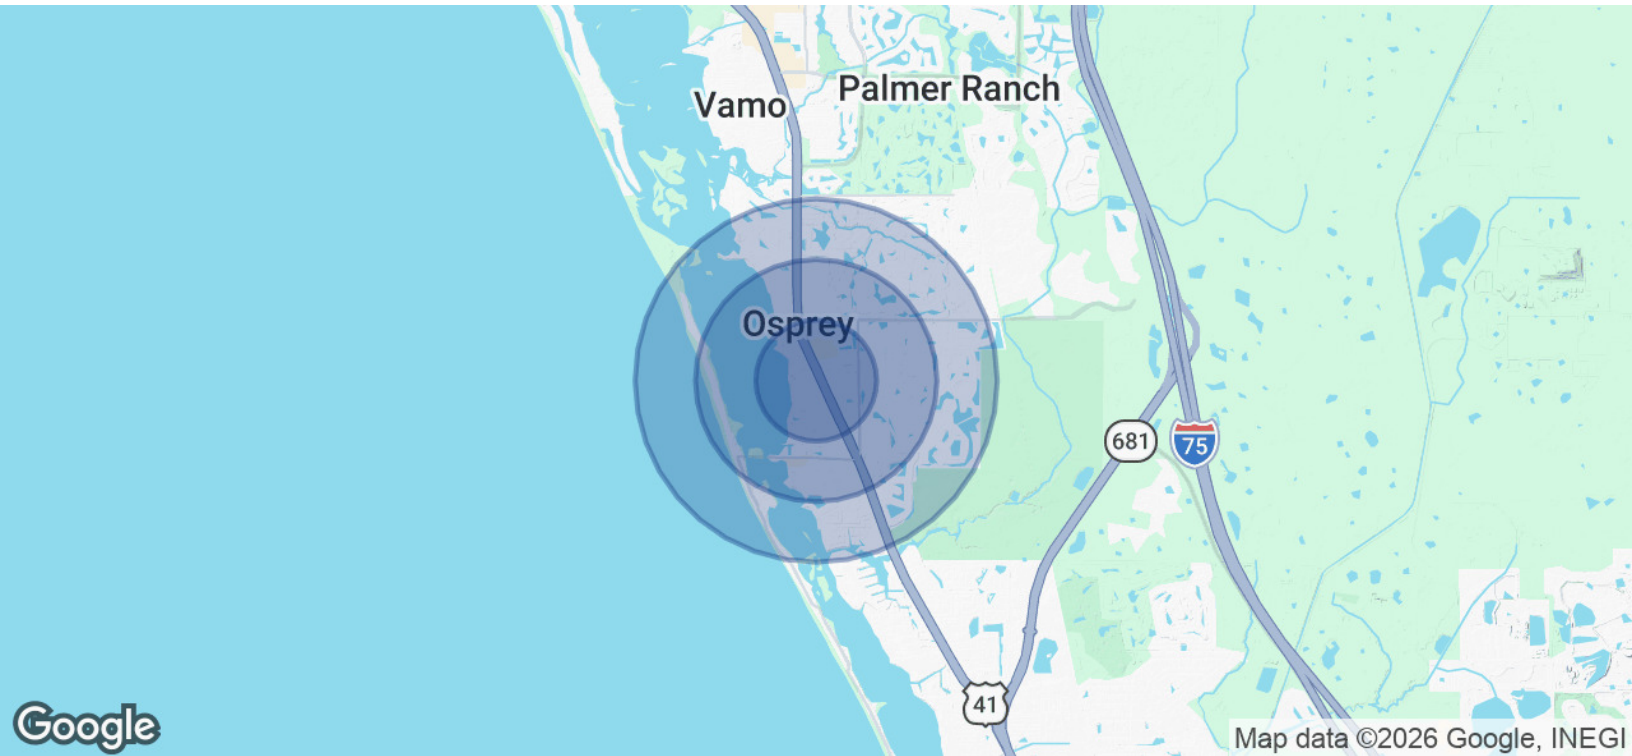 Palmer Ranch
Vamo
Osprey
681
75
41
Google
Map data ©2026 Google, INEGI